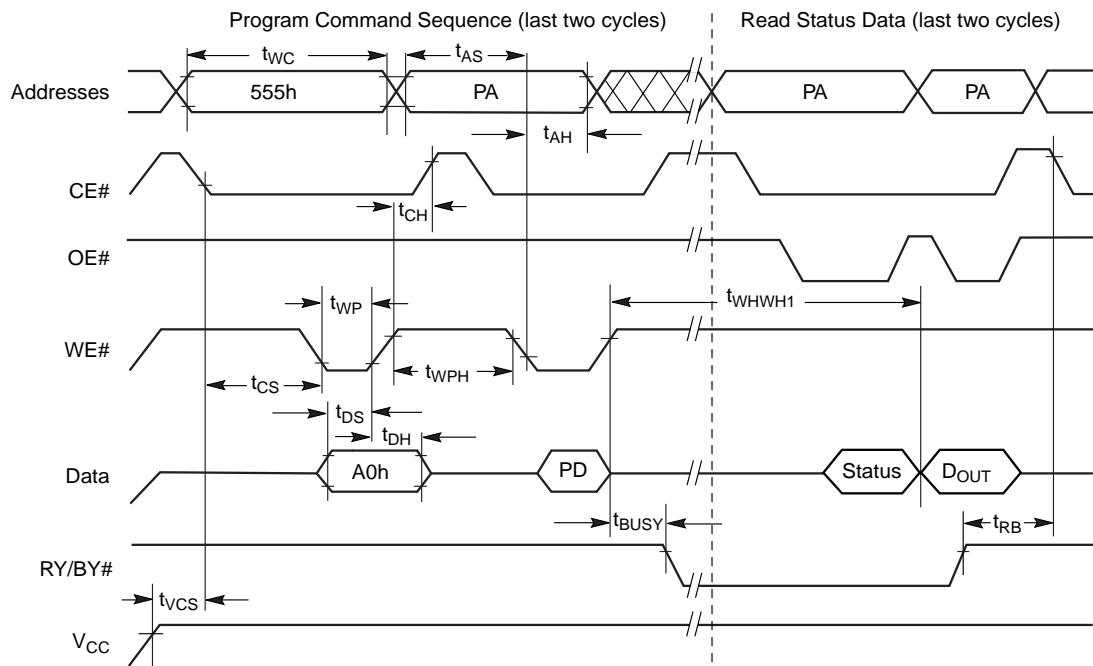 Program Command Sequence (last two cycles) Read Status Data (last two cycles)
tWC tAS
Addresses 555h PA PA PA
tAH
CE#
tCH
OE#
tWP tWHWH1
WE#
tCS tWPH
tDS
tDH
Data A0h PD Status DOUT
tBUSY tRB
RY/BY#
tVCS
VCC